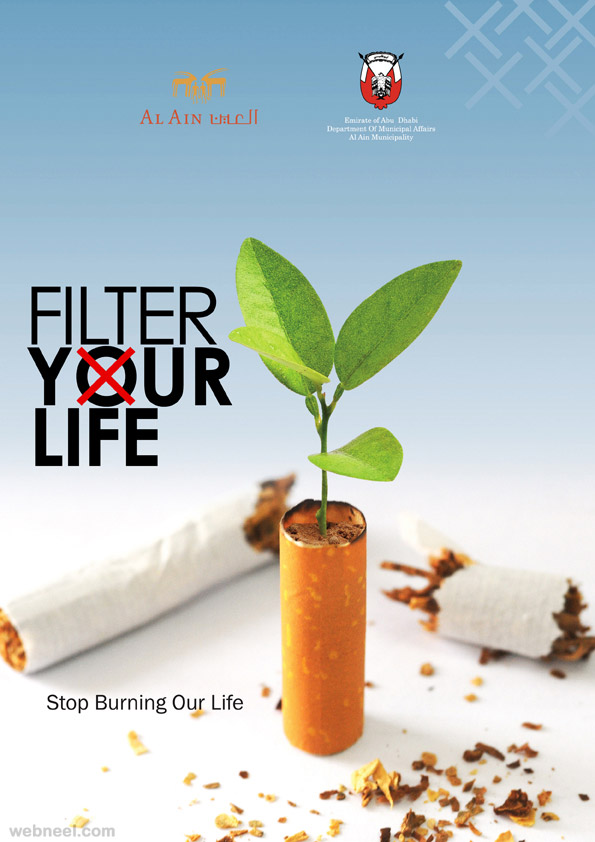 AL AIN العين
Emirate of Abu Dhabi
Department Of Municipal Affairs
Al Ain Municipality
FILTER
YOUR
LIFE
Stop Burning Our Life
webneel.com